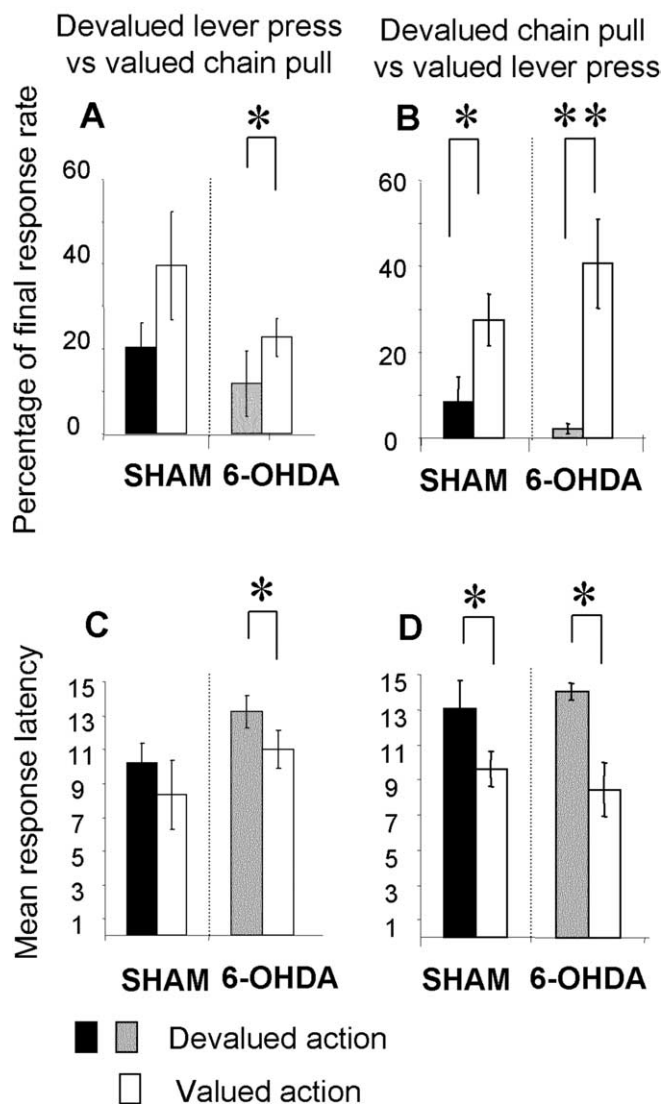 Devalued lever press
vs valued chain pull
Devalued chain pull
vs valued lever press
A
*
B
*
**
Percentage of final response rate
60
40
20
0
60
40
20
0
SHAM 6-OHDA
SHAM 6-OHDA
C
*
D
*
*
Mean response latency
15
13
11
9
7
5
3
1
15
13
11
9
7
5
3
1
SHAM 6-OHDA
SHAM 6-OHDA
Devalued action
Valued action